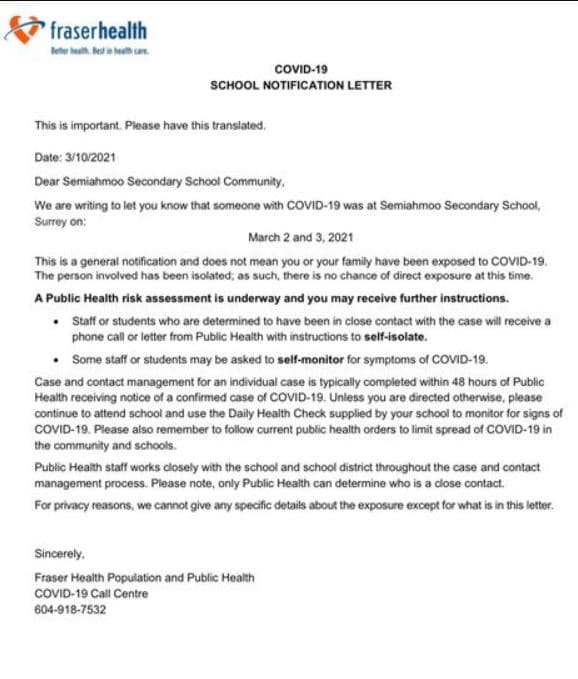 fraserhealth
Better health. Best in health care.
COVID-19
SCHOOL NOTIFICATION LETTER
This is important. Please have this translated.
Date: 3/10/2021
Dear Semiahmoo Secondary School Community,
We are writing to let you know that someone with COVID-19 was at Semiahmoo Secondary School,
Surrey on:
March 2 and 3, 2021
This is a general notification and does not mean you or your family have been exposed to COVID-19.
The person involved has been isolated; as such, there is no chance of direct exposure at this time.
A Public Health risk assessment is underway and you may receive further instructions.
• Staff or students who are determined to have been in close contact with the case will receive a
phone call or letter from Public Health with instructions to self-isolate.
• Some staff or students may be asked to self-monitor for symptoms of COVID-19.
Case and contact management for an individual case is typically completed within 48 hours of Public
Health receiving notice of a confirmed case of COVID-19. Unless you are directed otherwise, please
continue to attend school and use the Daily Health Check supplied by your school to monitor for signs of
COVID-19. Please also remember to follow current public health orders to limit spread of COVID-19 in
the community and schools.
Public Health staff works closely with the school and school district throughout the case and contact
management process. Please note, only Public Health can determine who is a close contact.
For privacy reasons, we cannot give any specific details about the exposure except for what is in this letter.
Sincerely,
Fraser Health Population and Public Health
COVID-19 Call Centre
604-918-7532